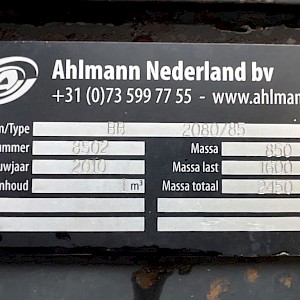 Ahlmann Nederland bv
+31 (0)73 599 77 55 - www.ahlman
n/Type BH 2080/85
ummer 8502 Massa 850
uwjaar 2010 Massa last 1600
nhoud m³ Massa totaal 2450